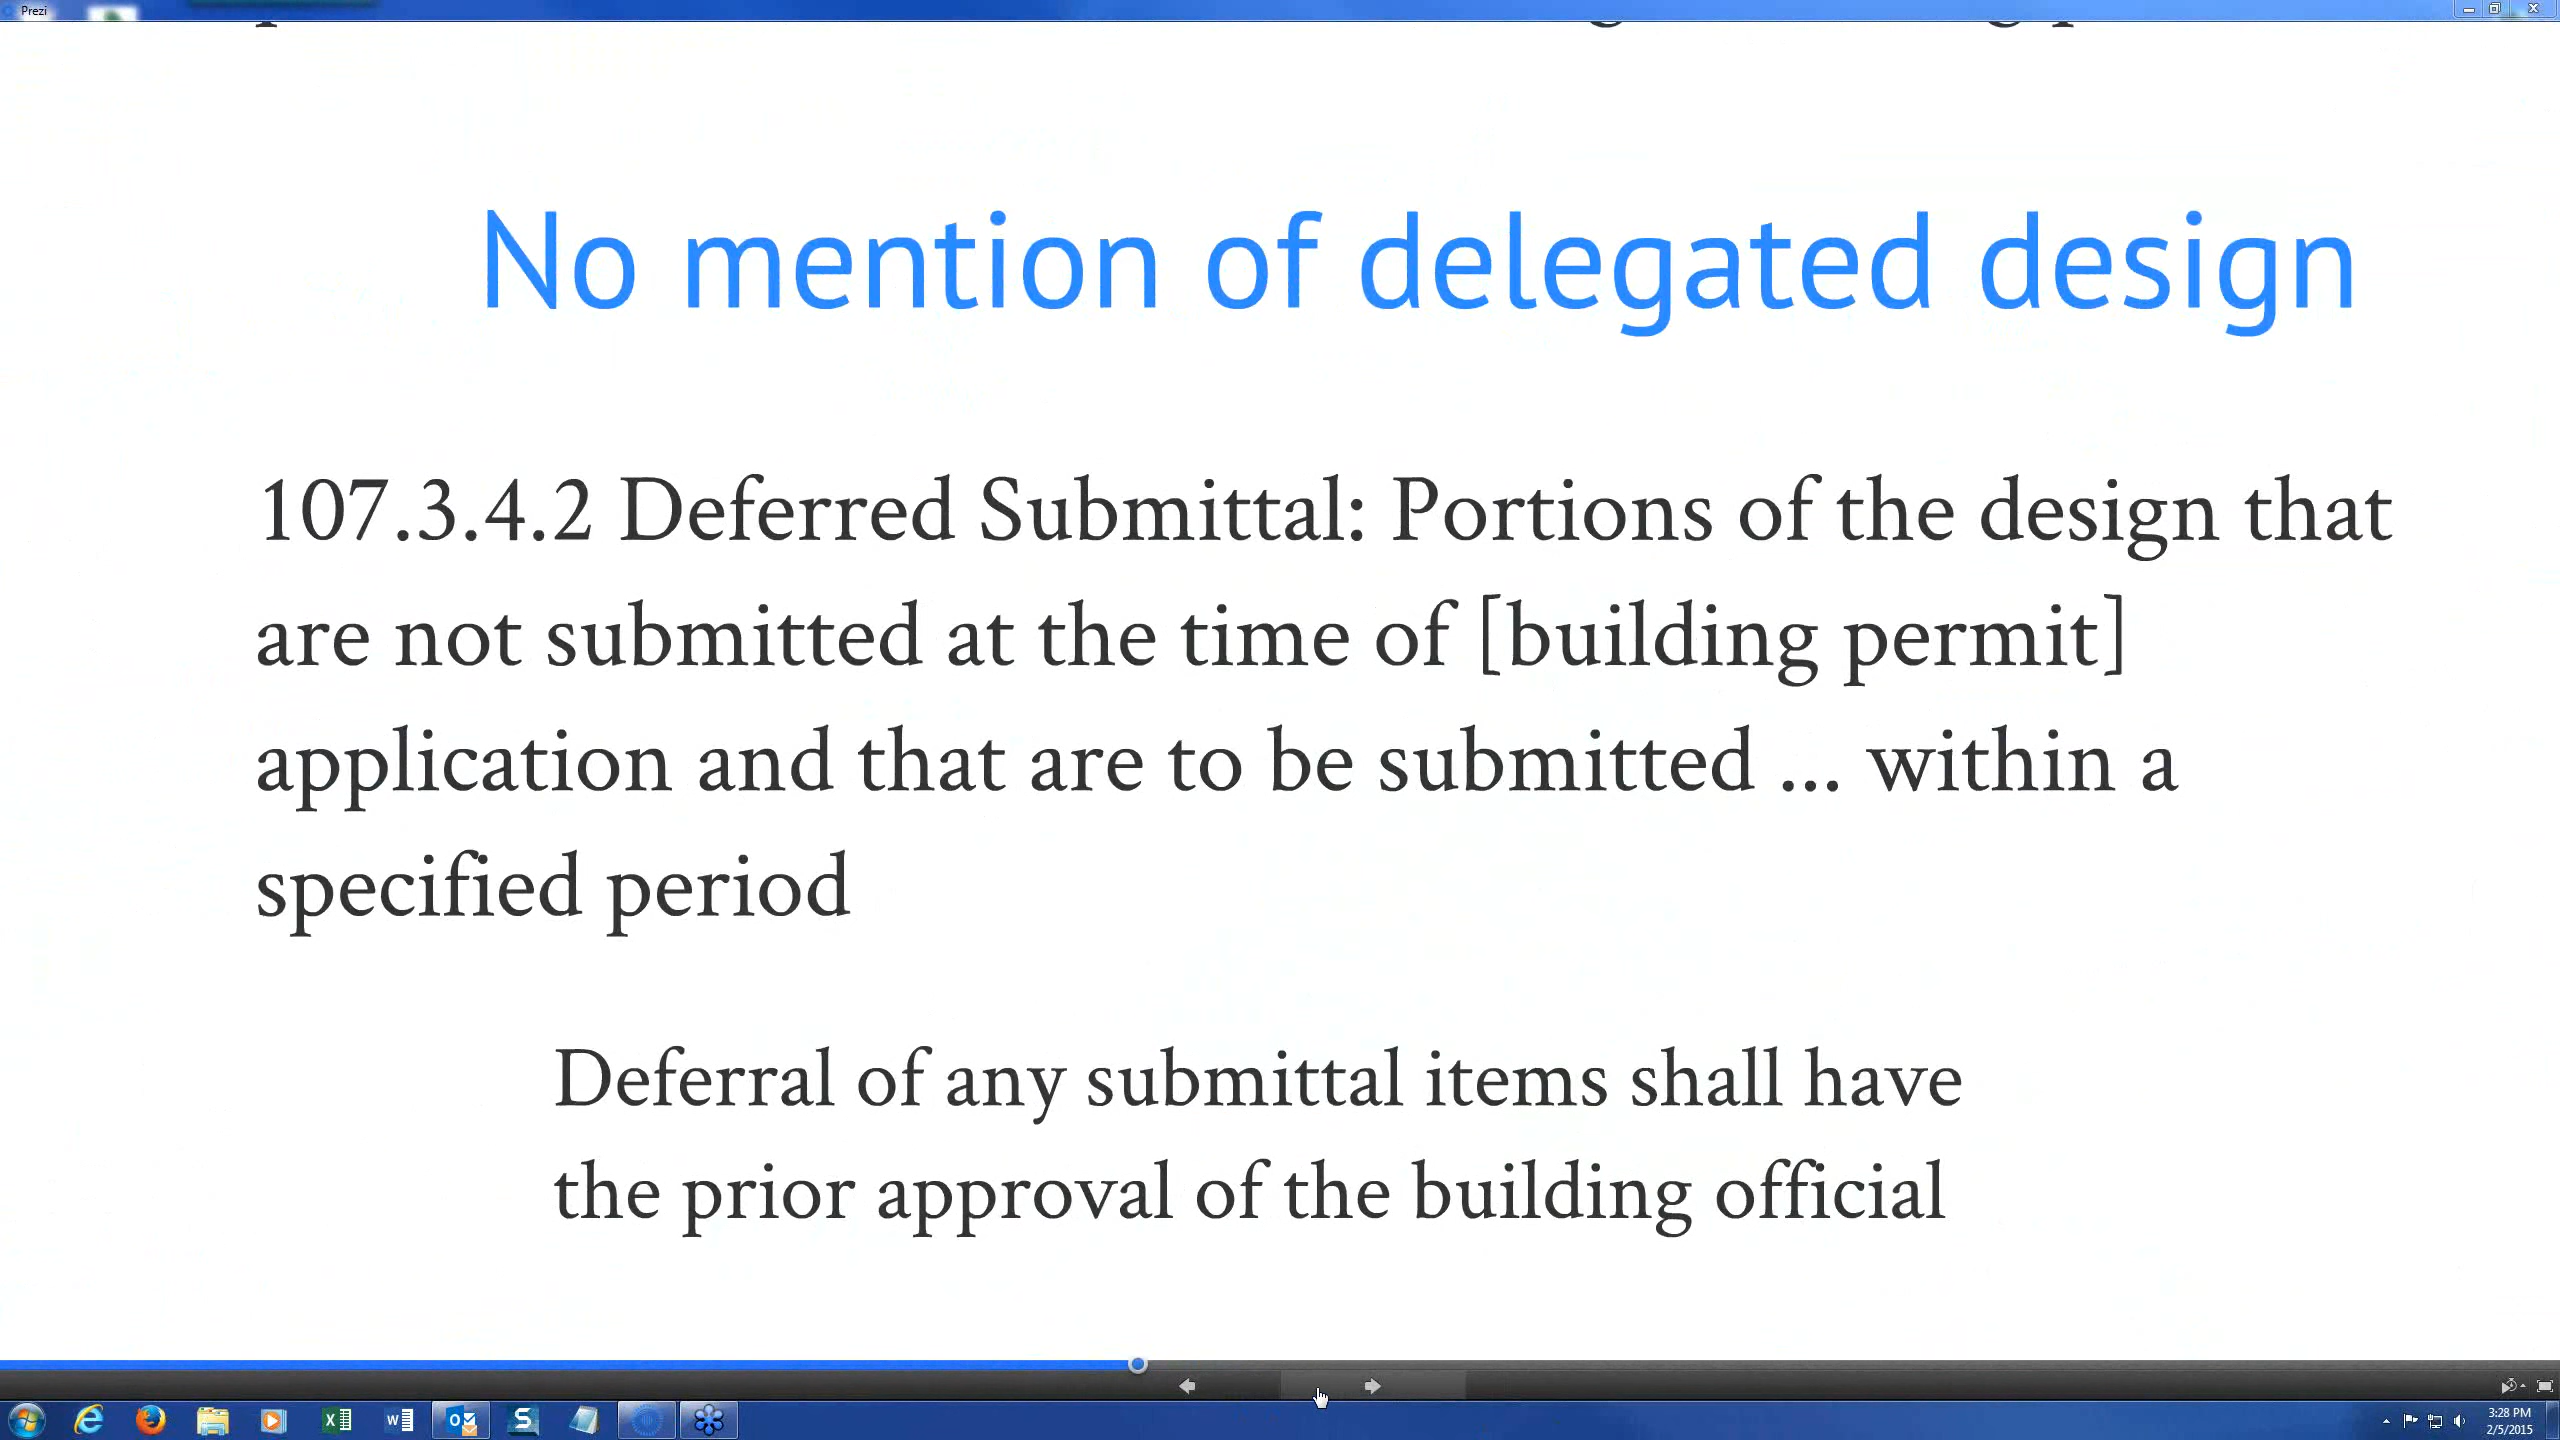 Prezi
No mention of delegated design
107.3.4.2 Deferred Submittal: Portions of the design that
are not submitted at the time of [building permit]
application and that are to be submitted ... within a
specified period
Deferral of any submittal items shall have
the prior approval of the building official
3:28 PM
2/5/2015